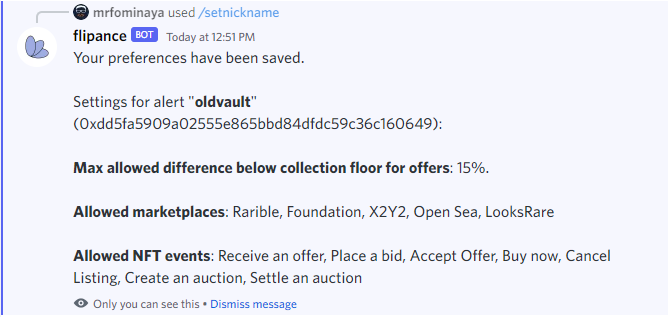 mrfominaya used /setnickname
flipance BOT Today at 12:51 PM
Your preferences have been saved.
Settings for alert "oldvault"
(0xdd5fa5909a02555e865bbd84dfdc59c36c160649):
Max allowed difference below collection floor for offers: 15%.
Allowed marketplaces: Rarible, Foundation, X2Y2, Open Sea, LooksRare
Allowed NFT events: Receive an offer, Place a bid, Accept Offer, Buy now, Cancel
Listing, Create an auction, Settle an auction
Only you can see this • Dismiss message